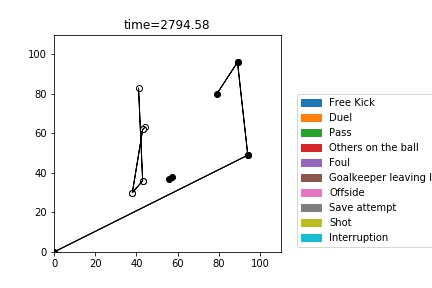 time=2794.58
100
80
60
40
20
0
0 20 40 60 80 100
Free Kick
Duel
Pass
Others on the ball
Foul
Goalkeeper leaving l
Offside
Save attempt
Shot
Interruption